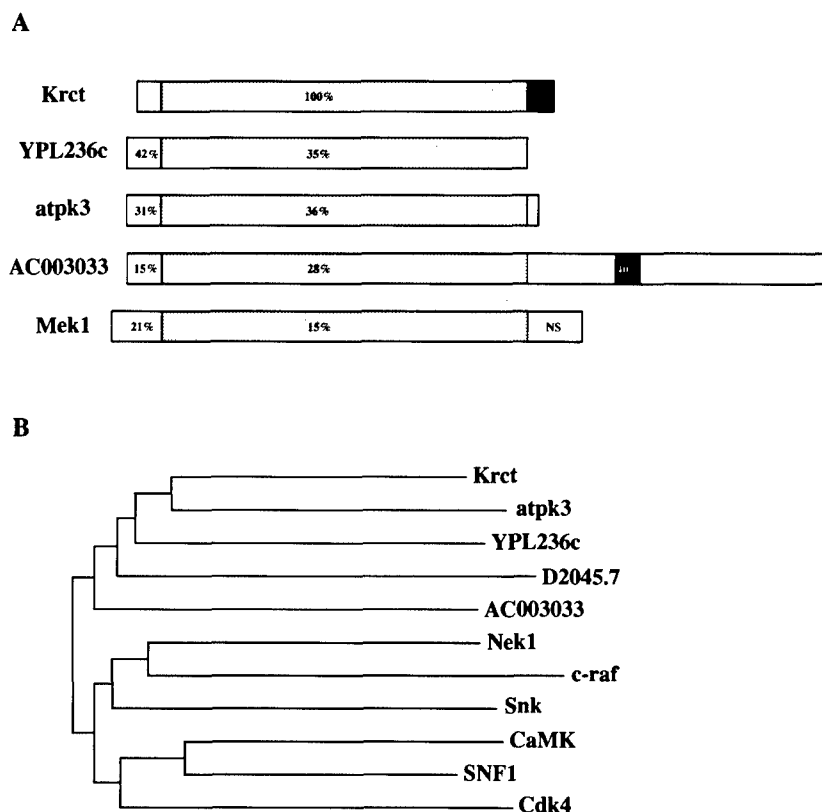 A
Krct 100%
YPL236c 42% 35%
atpk3 31% 36%
AC003033 15% 28%
Mek1 21% 15% NS
B
Krct
atpk3
YPL236c
D2045.7
AC003033
Nek1
c-raf
Snk
CaMK
SNF1
Cdk4